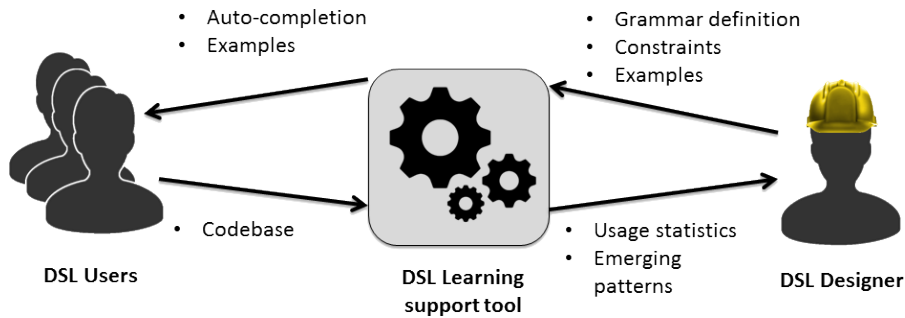 • Auto-completion
• Examples
• Grammar definition
• Constraints
• Examples
• Codebase
• Usage statistics
• Emerging
patterns
DSL Users
DSL Learning
support tool
DSL Designer